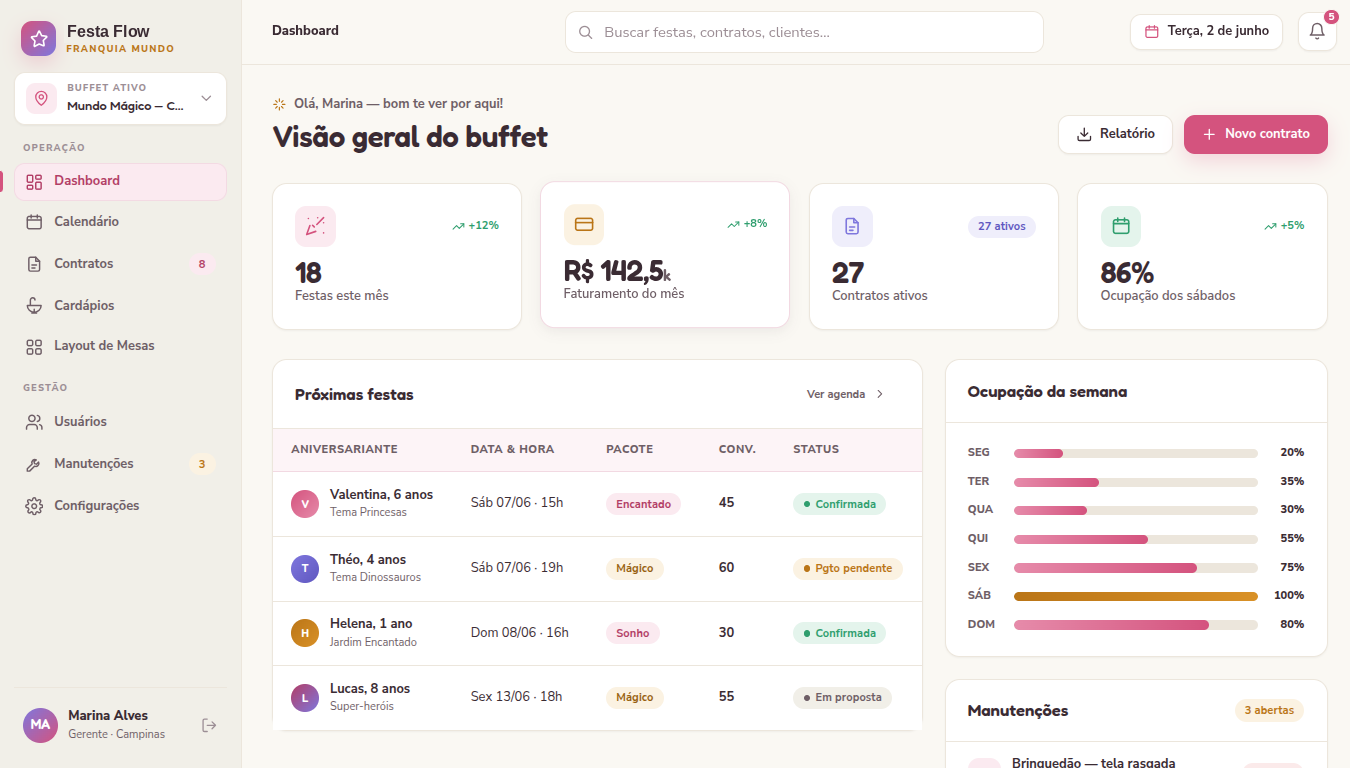 Festa Flow
FRANQUIA MUNDO
BUFFET ATIVO
Mundo Mágico — C...
OPERAÇÃO
Dashboard
Calendário
Contratos 8
Cardápios
Layout de Mesas
GESTÃO
Usuários
Manutenções 3
Configurações
MA
Marina Alves
Gerente · Campinas
Dashboard
Buscar festas, contratos, clientes...
Terça, 2 de junho
5
Olá, Marina — bom te ver por aqui!
Visão geral do buffet
Relatório
Novo contrato
+12%
18
Festas este mês
+8%
R$ 142,5k
Faturamento do mês
27 ativos
27
Contratos ativos
+5%
86%
Ocupação dos sábados
Próximas festas
Ver agenda
ANIVERSARIANTE DATA & HORA PACOTE CONV. STATUS
V Valentina, 6 anos Sáb 07/06 · 15h Encantado 45 Confirmada
Tema Princesas
T Théo, 4 anos Sáb 07/06 · 19h Mágico 60 Pgto pendente
Tema Dinossauros
H Helena, 1 ano Dom 08/06 · 16h Sonho 30 Confirmada
Jardim Encantado
L Lucas, 8 anos Sex 13/06 · 18h Mágico 55 Em proposta
Super-heróis
Ocupação da semana
SEG 20%
TER 35%
QUA 30%
QUI 55%
SEX 75%
SÁB 100%
DOM 80%
Manutenções 3 abertas
Brinquedão — tela rasgada